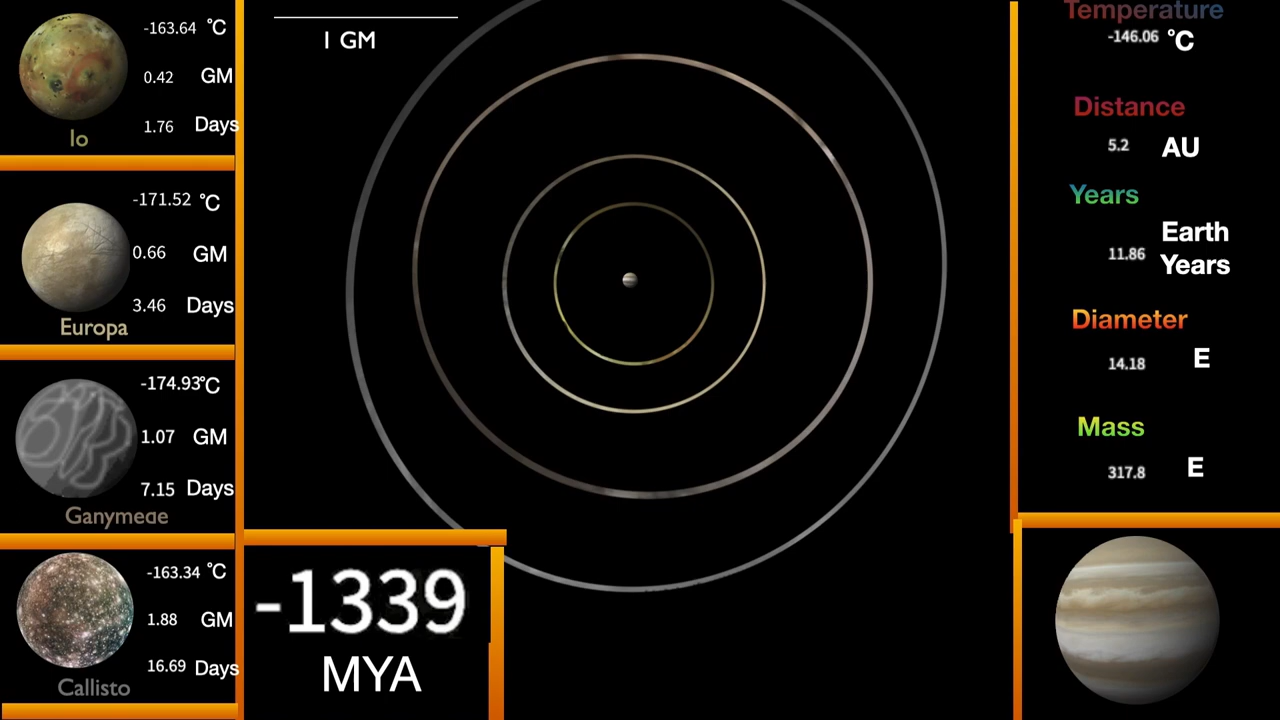 -163.64 °C
0.42 GM
1.76 Days
Io
-171.52 °C
0.66 GM
3.46 Days
Europa
-174.93°C
1.07 GM
7.15 Days
Ganymede
-163.34 °C
1.88 GM
16.69 Days
Callisto
1 GM
-1339
MYA
Temperature
-146.06 °C
Distance
5.2 AU
Years
11.86 Earth
Years
Diameter
14.18 E
Mass
317.8 E